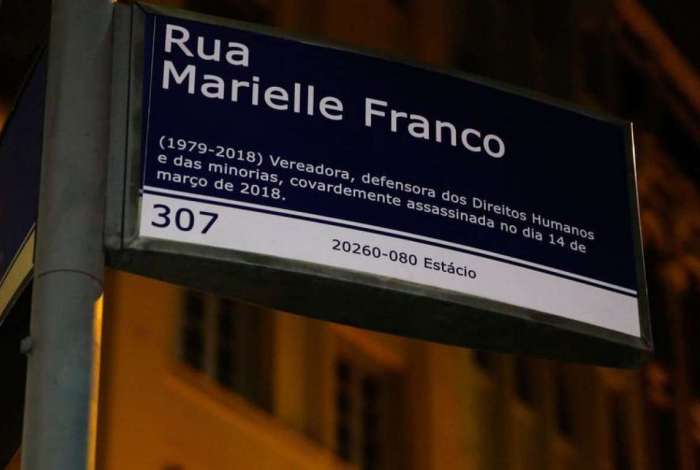 Rua
Marielle Franco
(1979-2018) Vereadora, defensora dos Direitos Humanos
e das minorias, covardemente assassinada no dia 14 de
março de 2018.
307
20260-080 Estácio